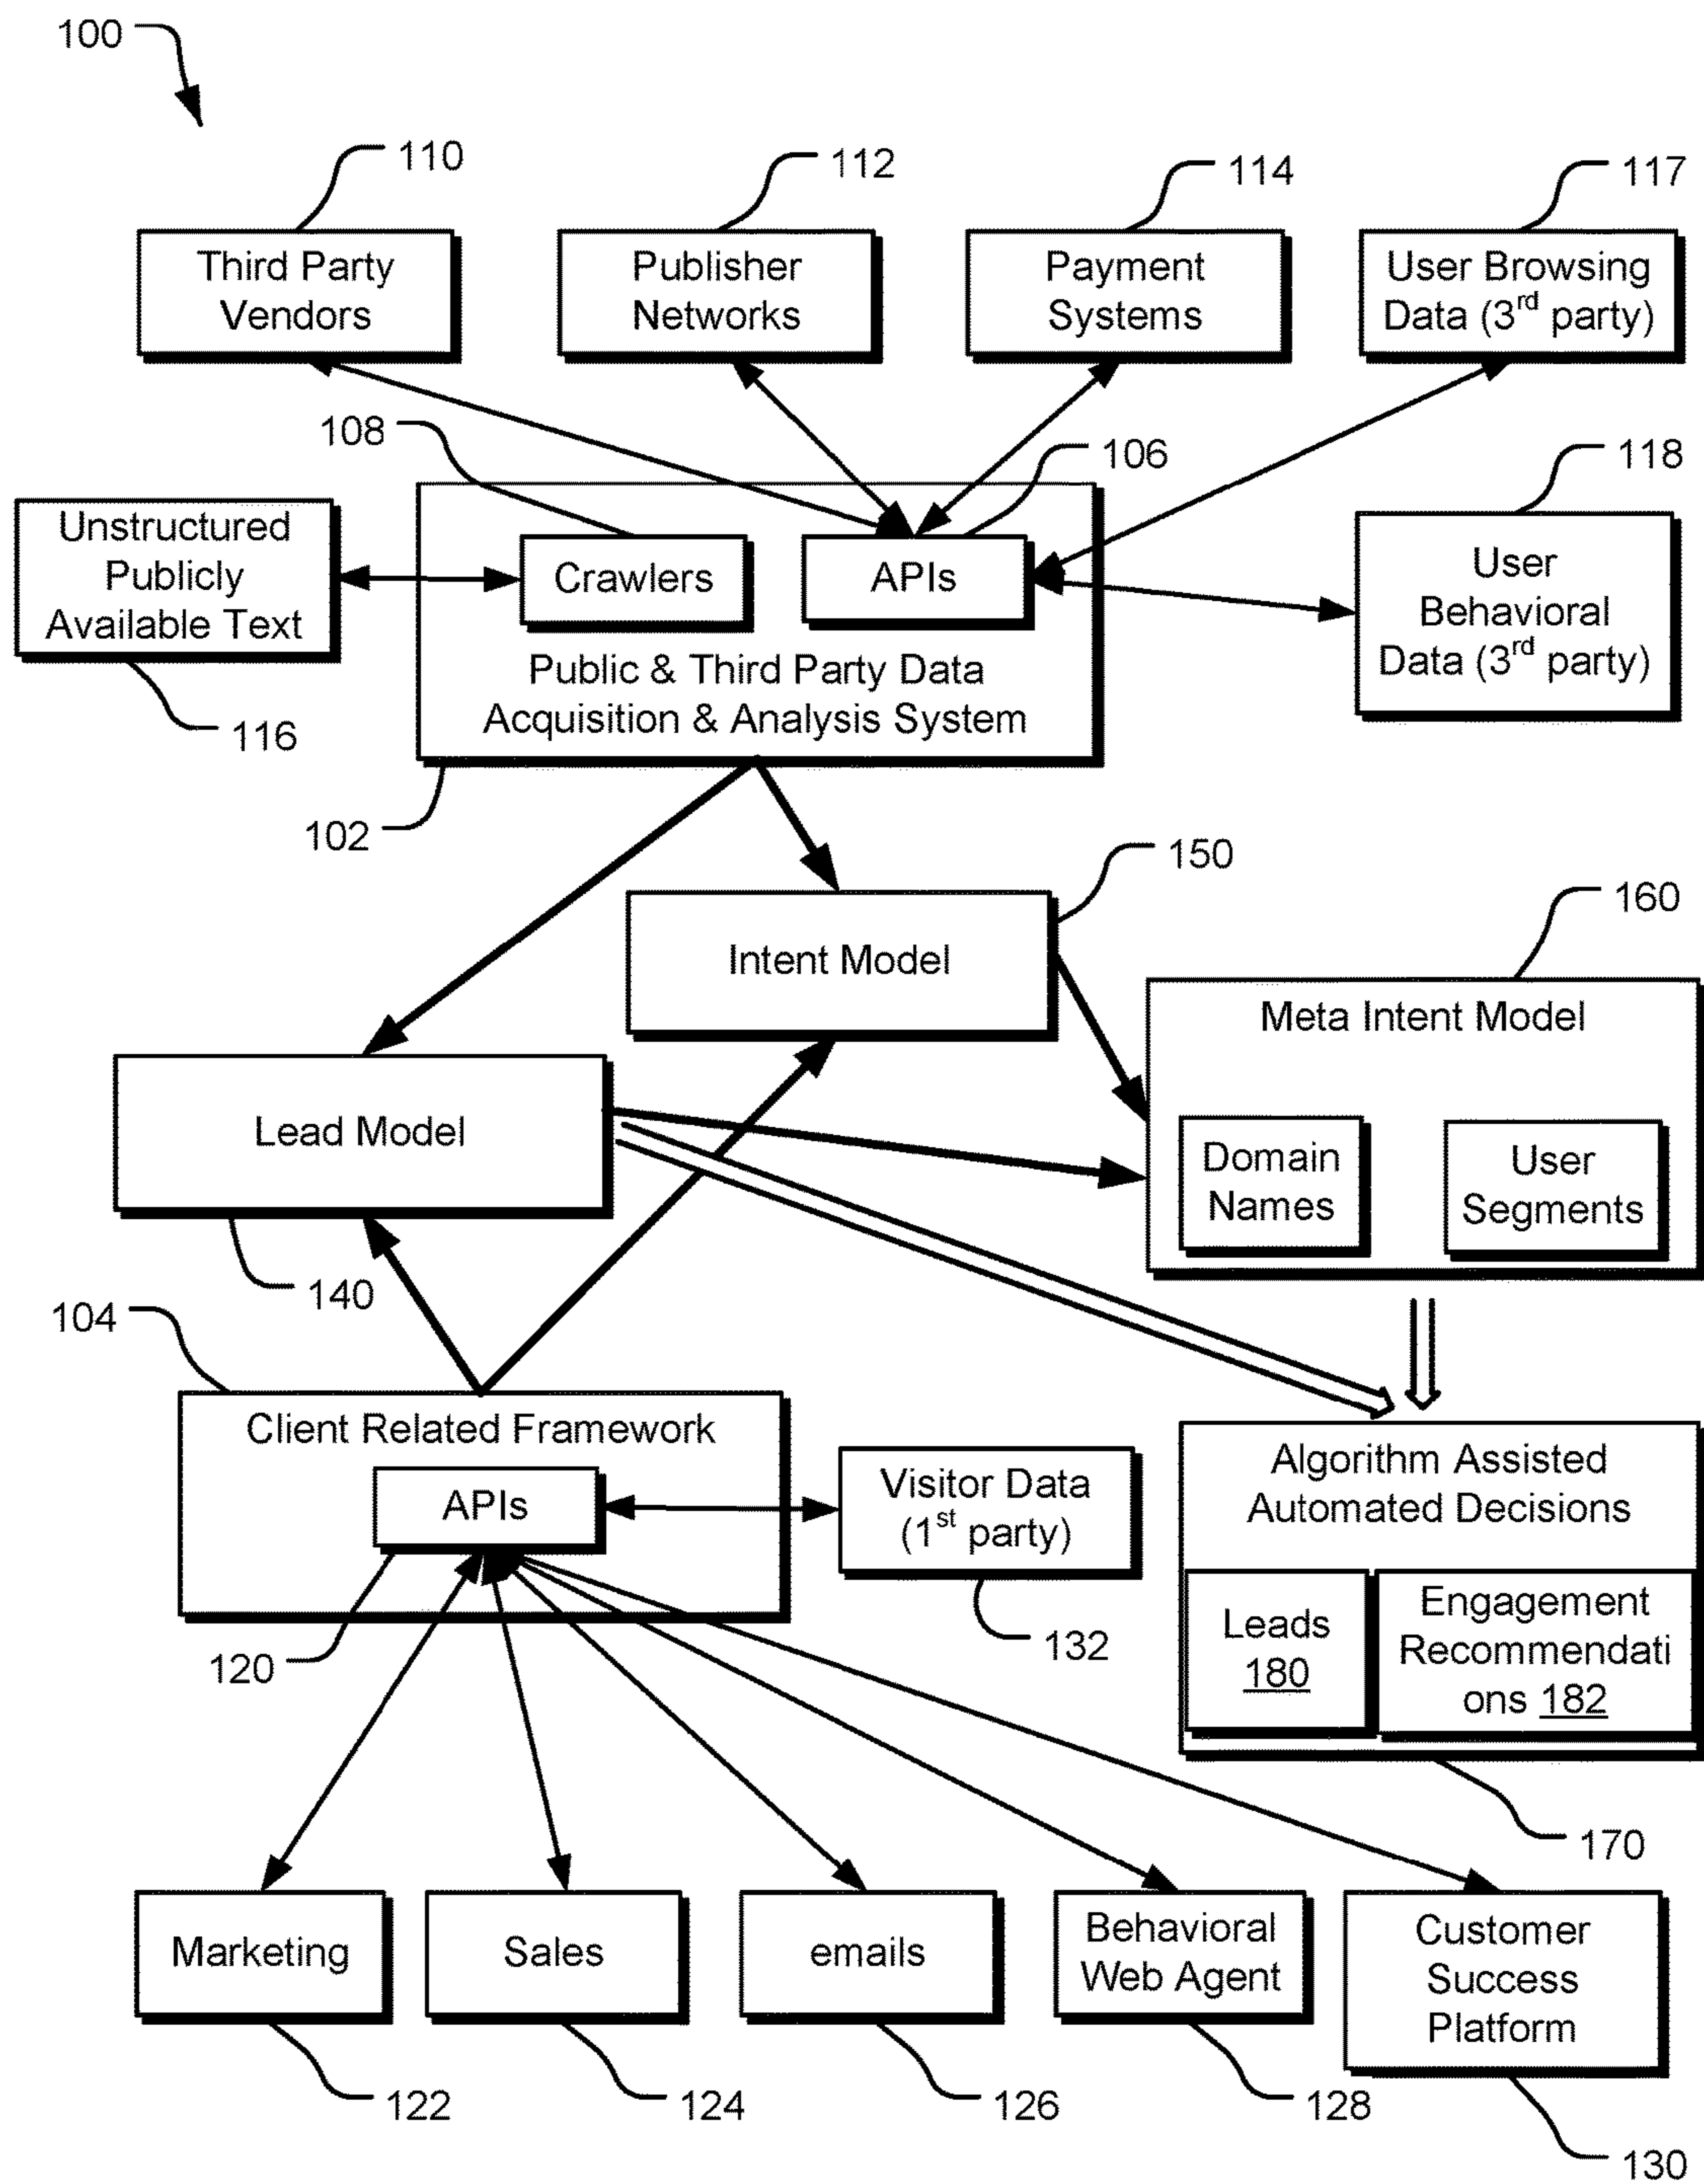 100
110
112
114
117
Third Party
Vendors
Publisher
Networks
Payment
Systems
User Browsing
Data (3rd party)
108
106
118
Unstructured
Publicly
Available Text
Crawlers
APIs
User
Behavioral
Data (3rd party)
Public & Third Party Data
Acquisition & Analysis System
116
102
150
160
Intent Model
Meta Intent Model
Lead Model
Domain
Names
User
Segments
140
104
Client Related Framework
APIs
Visitor Data
(1st party)
Algorithm Assisted
Automated Decisions
Leads
180
Engagement
Recommendati
ons 182
120
132
170
Marketing
Sales
emails
Behavioral
Web Agent
Customer
Success
Platform
122
124
126
128
130